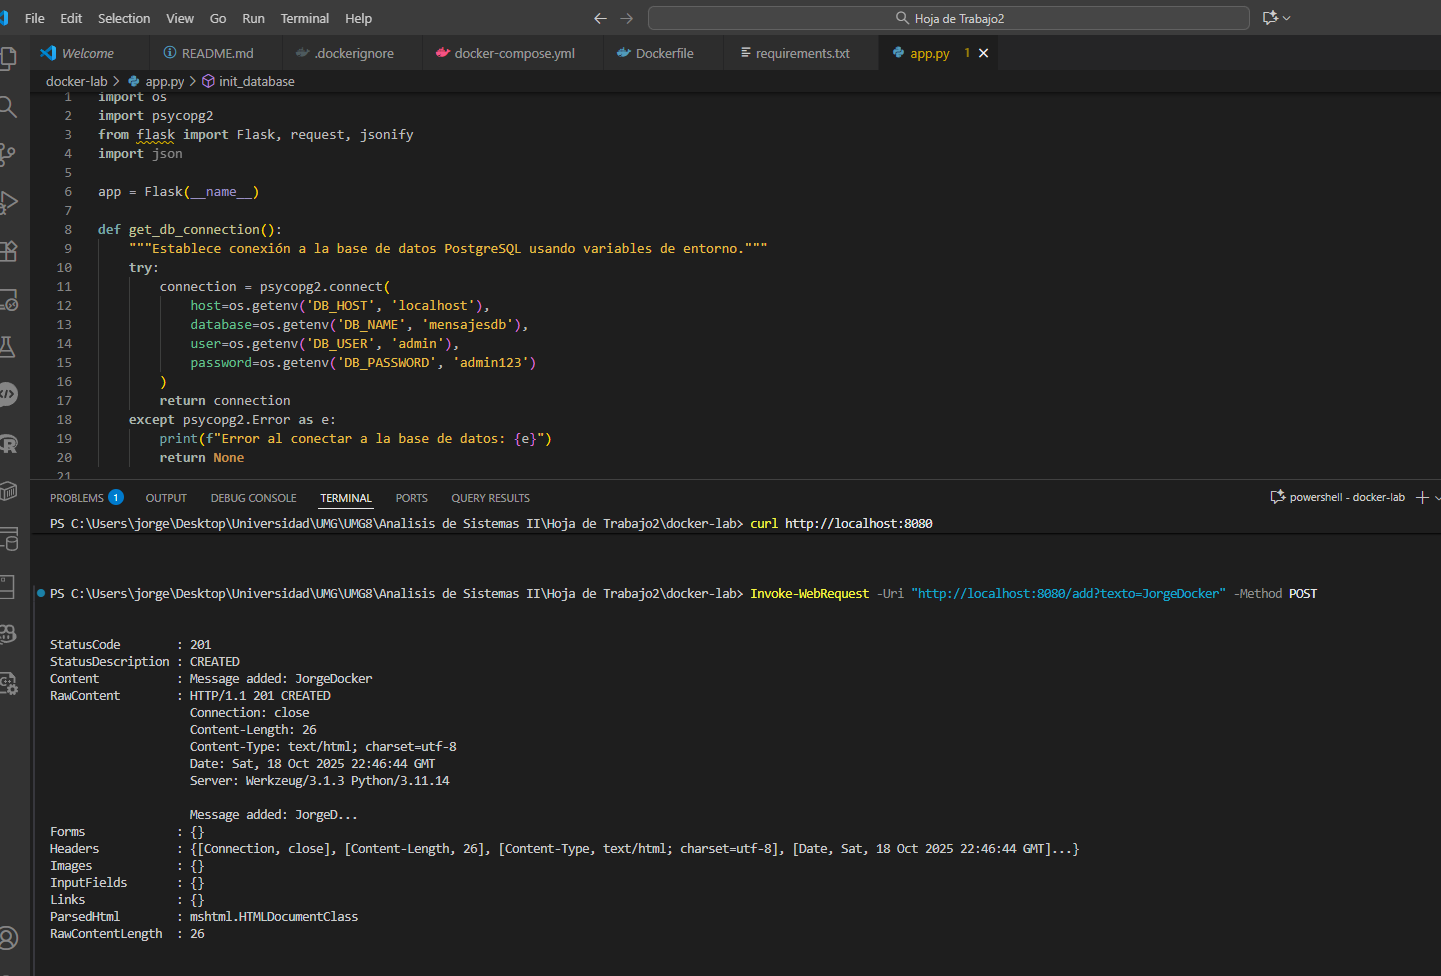 File Edit Selection View Go Run Terminal Help
Hoja de Trabajo2
Welcome README.md .dockerignore docker-compose.yml Dockerfile requirements.txt app.py 1
docker-lab > app.py > init_database
1 import os
2 import psycopg2
3 from flask import Flask, request, jsonify
4 import json
5
6 app = Flask(__name__)
7
8 def get_db_connection():
9 """Establece conexión a la base de datos PostgreSQL usando variables de entorno."""
10 try:
11 connection = psycopg2.connect(
12 host=os.getenv('DB_HOST', 'localhost'),
13 database=os.getenv('DB_NAME', 'mensajesdb'),
14 user=os.getenv('DB_USER', 'admin'),
15 password=os.getenv('DB_PASSWORD', 'admin123')
16 )
17 return connection
18 except psycopg2.Error as e:
19 print(f"Error al conectar a la base de datos: {e}")
20 return None
21
PROBLEMS 1 OUTPUT DEBUG CONSOLE TERMINAL PORTS QUERY RESULTS
powershell - docker-lab
PS C:\Users\jorge\Desktop\Universidad\UMG\UMG8\Analisis de Sistemas II\Hoja de Trabajo2\docker-lab> curl http://localhost:8080
PS C:\Users\jorge\Desktop\Universidad\UMG\UMG8\Analisis de Sistemas II\Hoja de Trabajo2\docker-lab> Invoke-WebRequest -Uri "http://localhost:8080/add?texto=JorgeDocker" -Method POST
StatusCode : 201
StatusDescription : CREATED
Content : Message added: JorgeDocker
RawContent : HTTP/1.1 201 CREATED
Connection: close
Content-Length: 26
Content-Type: text/html; charset=utf-8
Date: Sat, 18 Oct 2025 22:46:44 GMT
Server: Werkzeug/3.1.3 Python/3.11.14
Message added: JorgeD...
Forms : {}
Headers : {[Connection, close], [Content-Length, 26], [Content-Type, text/html; charset=utf-8], [Date, Sat, 18 Oct 2025 22:46:44 GMT]...}
Images : {}
InputFields : {}
Links : {}
ParsedHtml : mshtml.HTMLDocumentClass
RawContentLength : 26